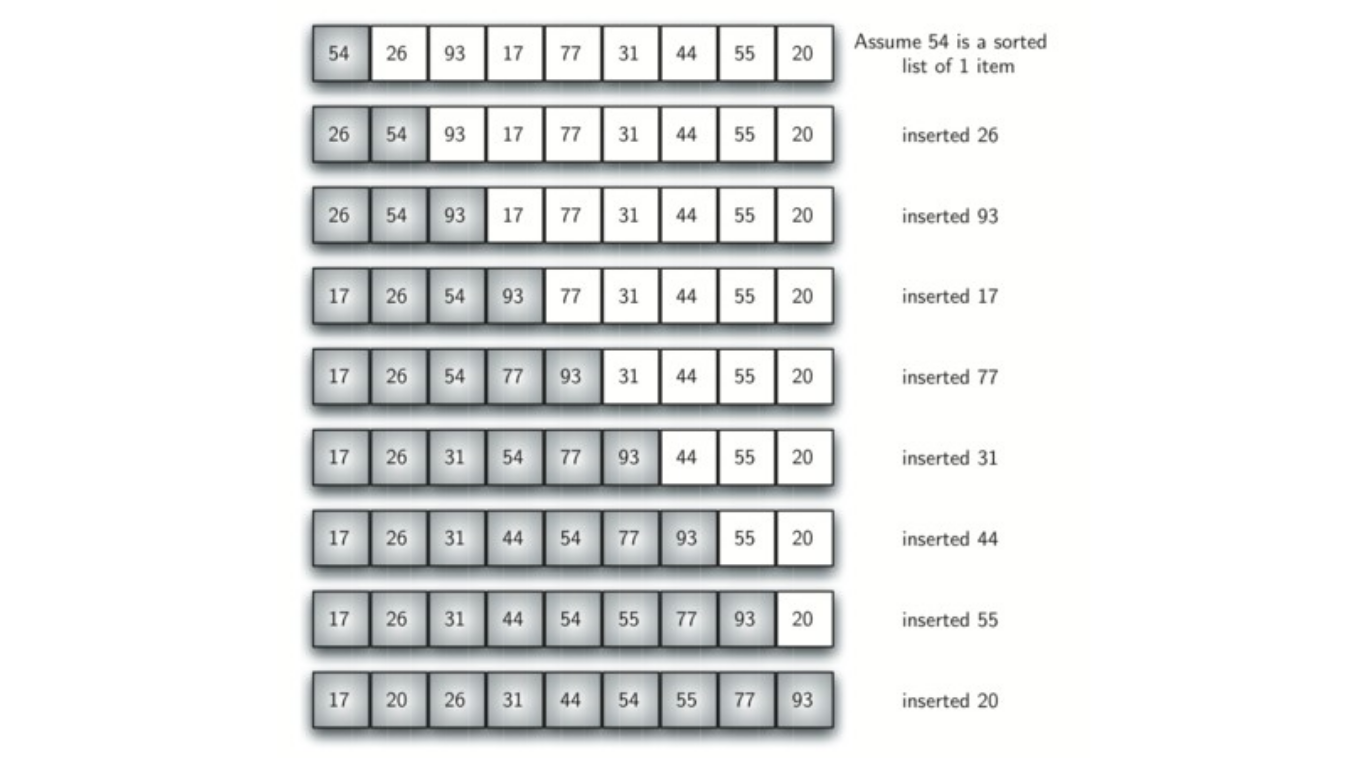 54 26 93 17 77 31 44 55 20 Assume 54 is a sorted
list of 1 item
26 54 93 17 77 31 44 55 20 inserted 26
26 54 93 17 77 31 44 55 20 inserted 93
17 26 54 93 77 31 44 55 20 inserted 17
17 26 54 77 93 31 44 55 20 inserted 77
17 26 31 54 77 93 44 55 20 inserted 31
17 26 31 44 54 77 93 55 20 inserted 44
17 26 31 44 54 55 77 93 20 inserted 55
17 20 26 31 44 54 55 77 93 inserted 20